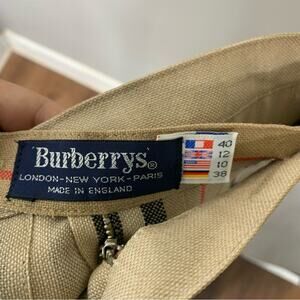 Burberrys®
LONDON-NEW YORK-PARIS
MADE IN ENGLAND
40
12
10
38